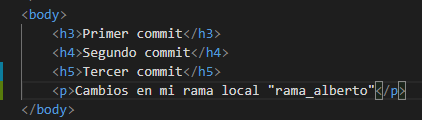 <body>
<h3>Primer commit</h3>
<h4>Segundo commit</h4>
<h5>Tercer commit</h5>
<p>Cambios en mi rama local "rama_alberto"</p>
</body>